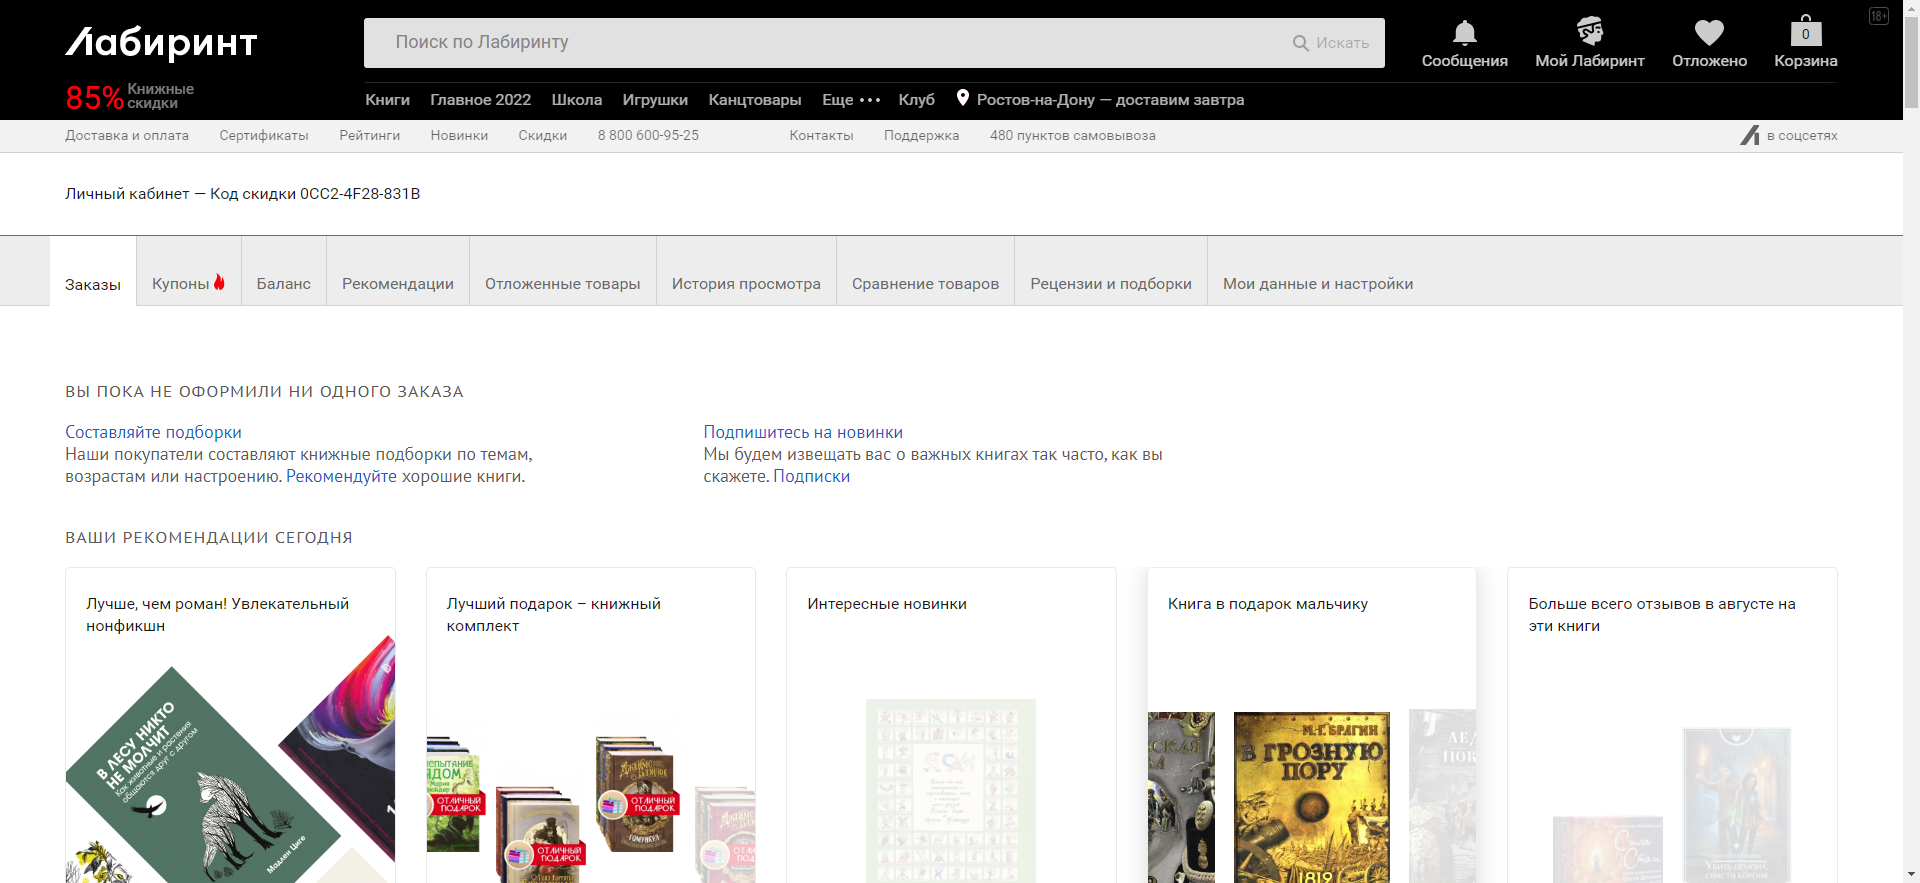 Лабиринт
Поиск по Лабиринту
Искать
Сообщения
Мой Лабиринт
Отложено
0
Корзина
18+
85% Книжные скидки
Книги
Главное 2022
Школа
Игрушки
Канцтовары
Еще •••
Клуб
Ростов-на-Дону — доставим завтра
Доставка и оплата
Сертификаты
Рейтинги
Новинки
Скидки
8 800 600-95-25
Контакты
Поддержка
480 пунктов самовывоза
в соцсетях
Личный кабинет — Код скидки 0CC2-4F28-831B
Заказы
Купоны
Баланс
Рекомендации
Отложенные товары
История просмотра
Сравнение товаров
Рецензии и подборки
Мои данные и настройки
ВЫ ПОКА НЕ ОФОРМИЛИ НИ ОДНОГО ЗАКАЗА
Составляйте подборки
Наши покупатели составляют книжные подборки по темам,
возрастам или настроению. Рекомендуйте хорошие книги.
Подпишитесь на новинки
Мы будем извещать вас о важных книгах так часто, как вы
скажете. Подписки
ВАШИ РЕКОМЕНДАЦИИ СЕГОДНЯ
Лучше, чем роман! Увлекательный
нонфикшн
В ЛЕСУ НИКТО
НЕ МОЛЧИТ
Как животные и растения
общаются друг с другом
Мадлен Циге
Лучший подарок – книжный
комплект
ОТЛИЧНЫЙ
ПОДАРОК
ОТЛИЧНЫЙ
ПОДАРОК
ОТЛИЧНЫЙ
ПОДАРОК
Интересные новинки
Книга в подарок мальчику
М.Г. БРАГИН
В ГРОЗНУЮ
ПОРУ
Больше всего отзывов в августе на
эти книги